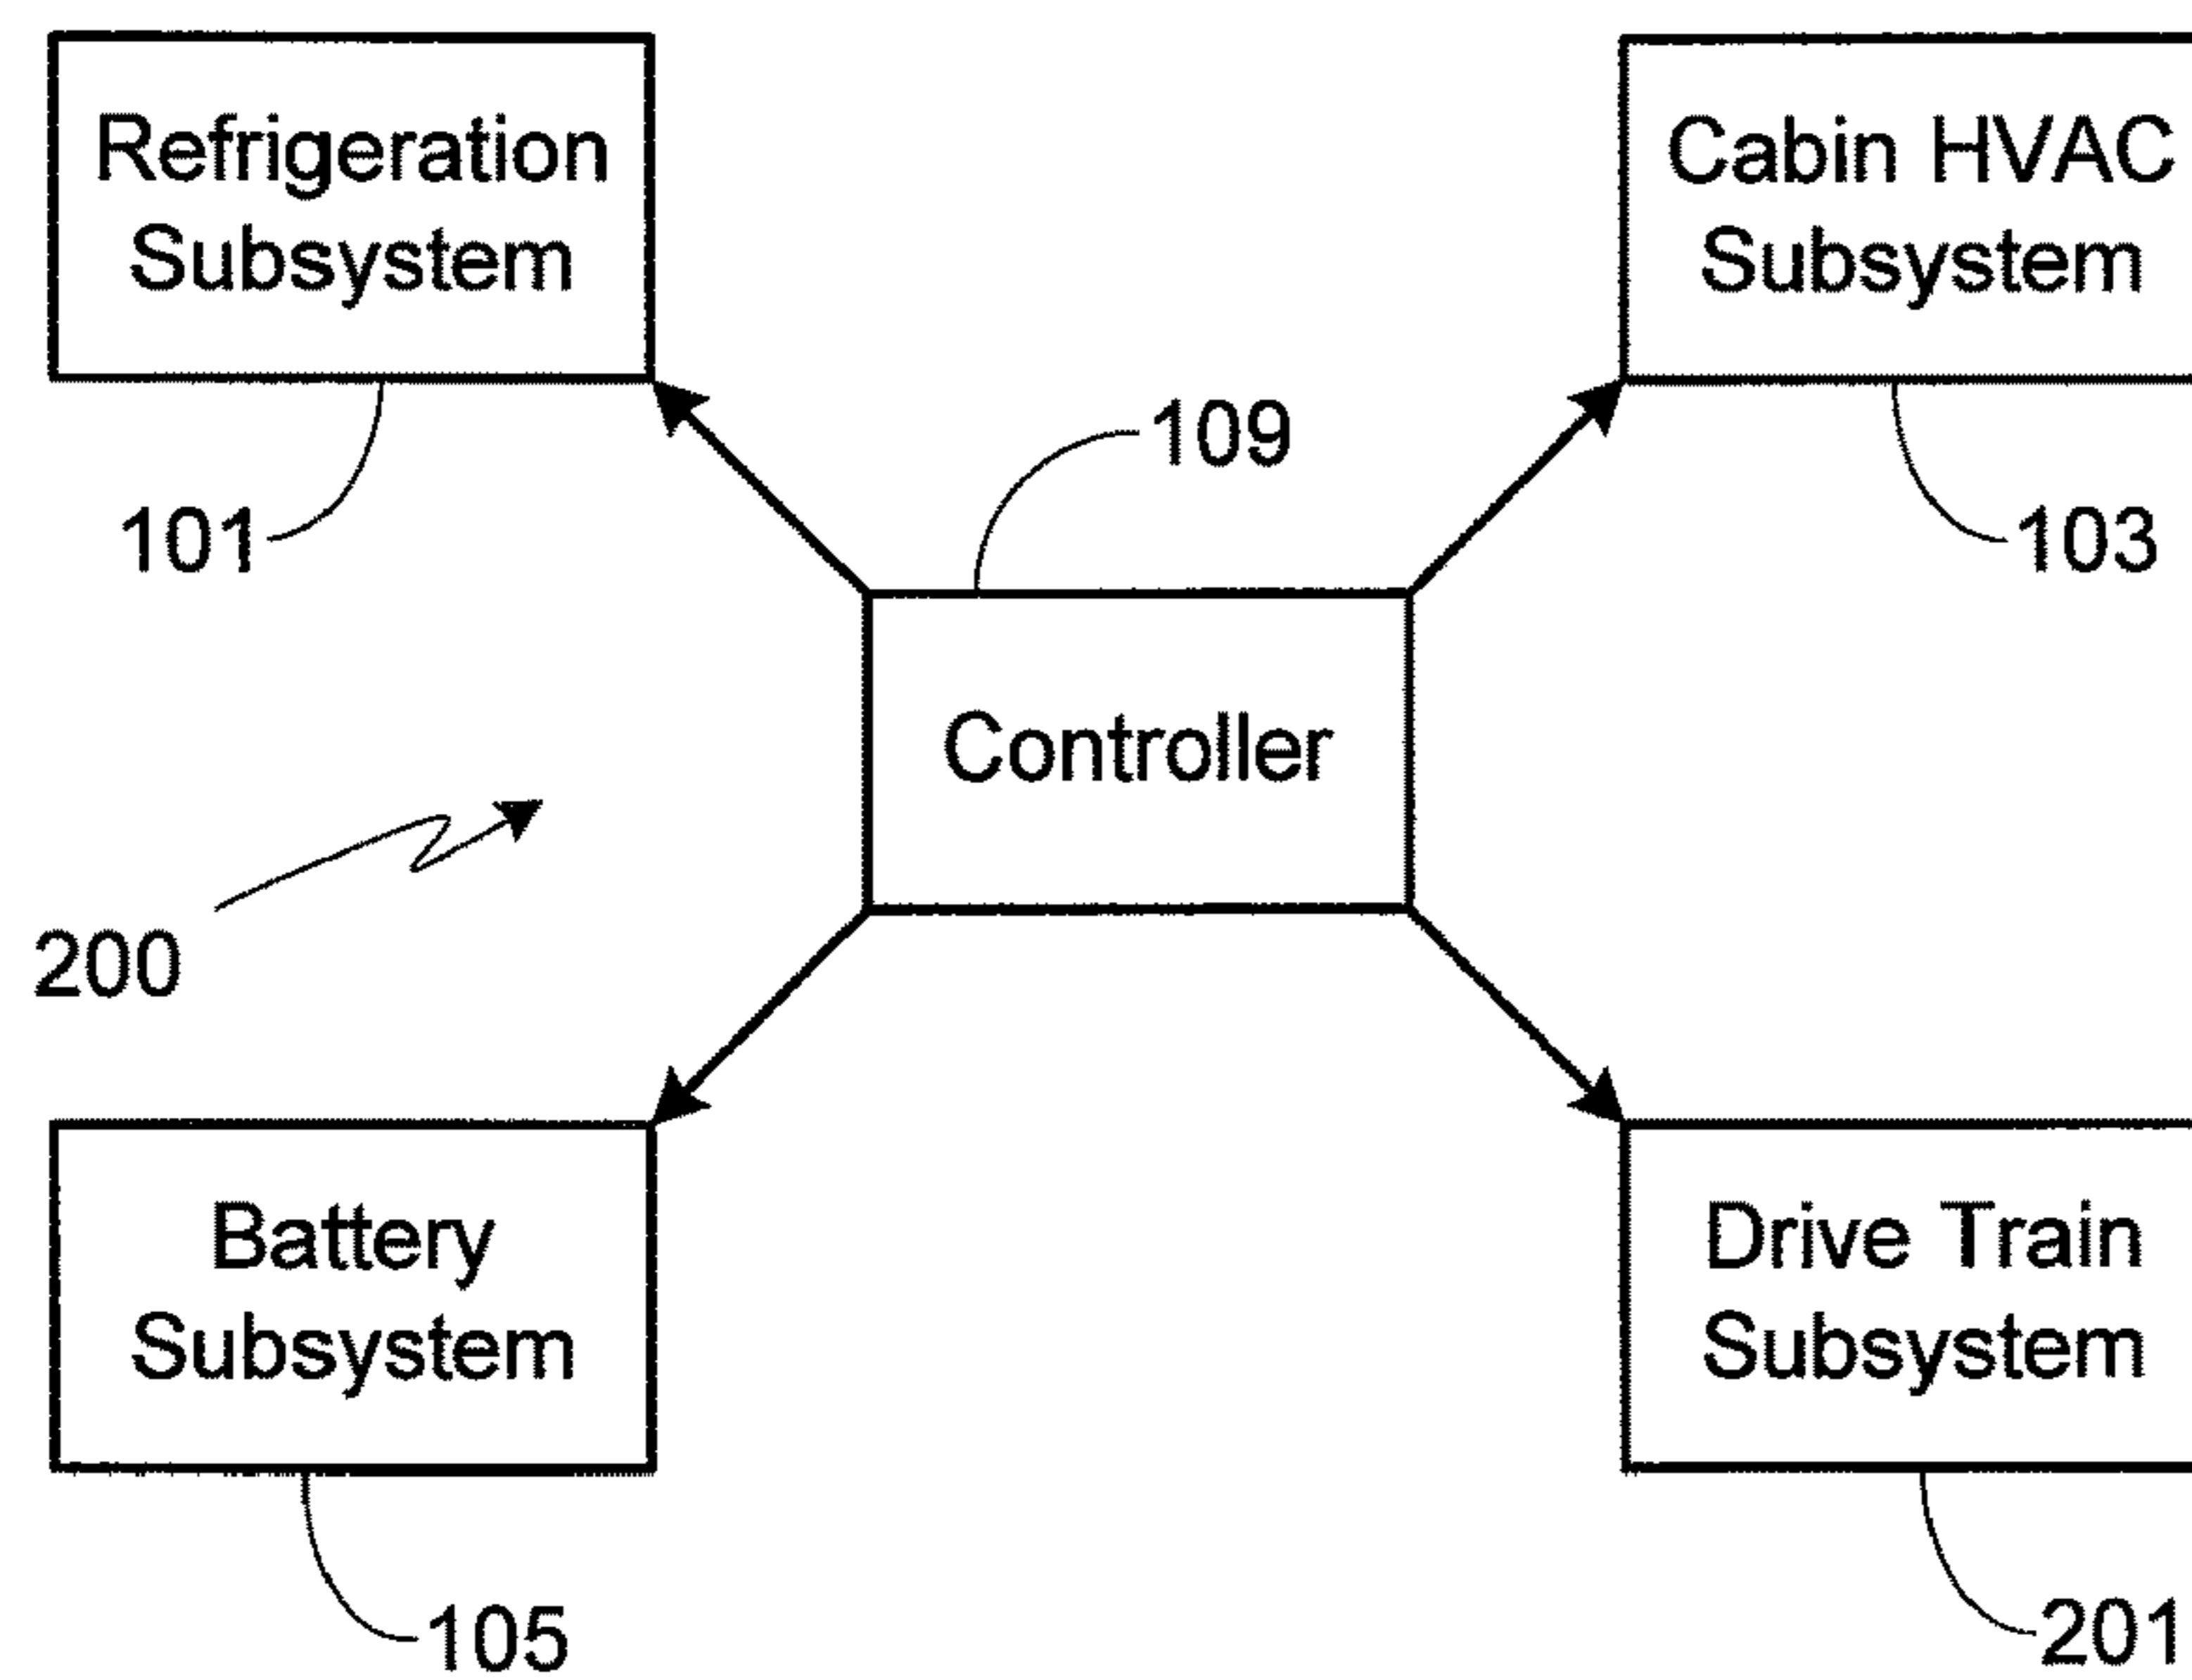 Refrigeration
Subsystem
Cabin HVAC
Subsystem
109
101
103
Controller
200
Battery
Subsystem
Drive Train
Subsystem
105
201